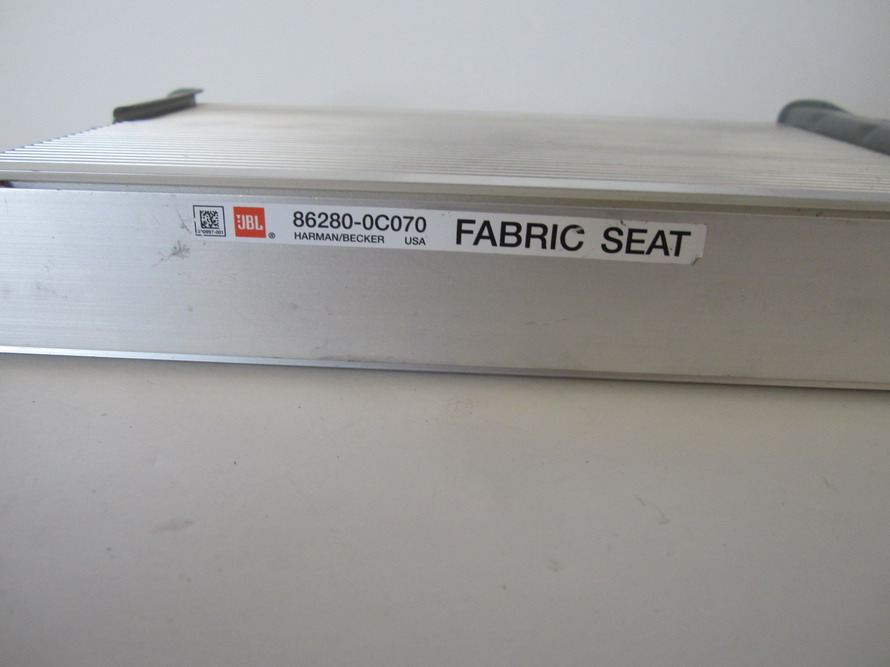 JBL ® 86280-0C070 FABRIC SEAT
HARMAN/BECKER USA